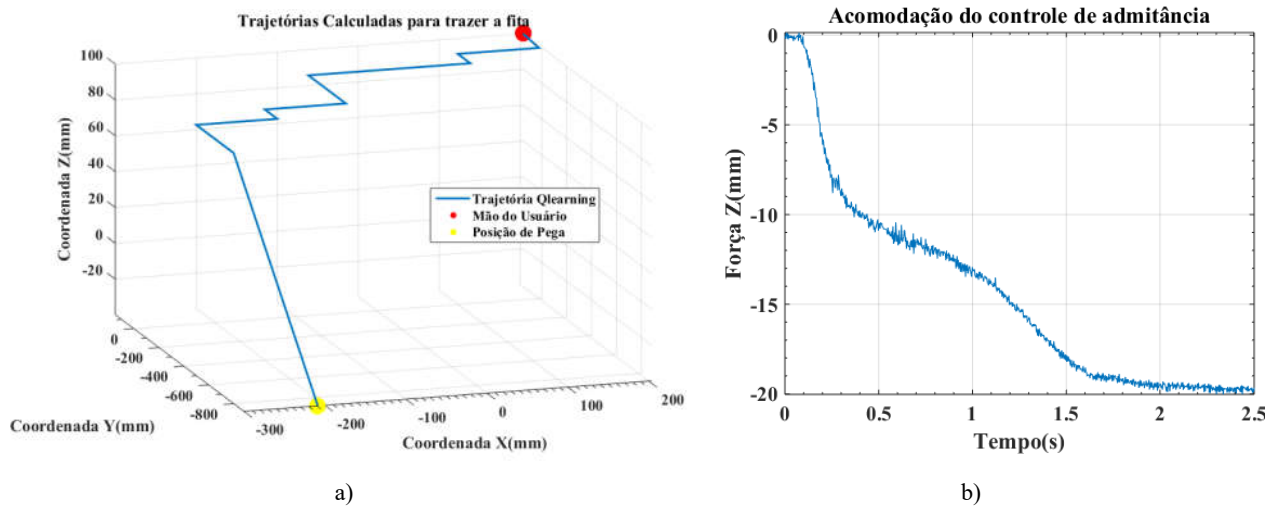 Trajetórias Calculadas para trazer a fita
Coordenada Z(mm)
100
80
60
40
20
0
-20
0
-200
-400
-600
-800
Coordenada Y(mm)
-300
-200
-100
0
100
200
Coordenada X(mm)
Trajetória Qlearning
Mão do Usuário
Posição de Pega
a)
Acomodação do controle de admitância
Força Z(mm)
0
-5
-10
-15
-20
0
0.5
1
1.5
2
2.5
Tempo(s)
b)